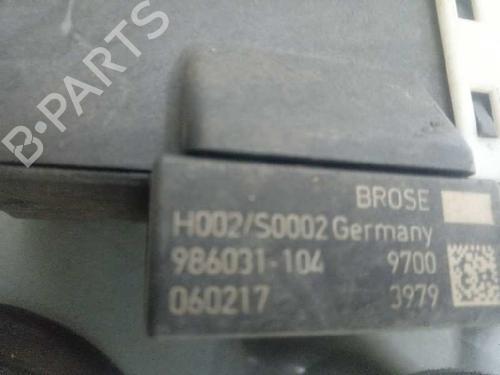 B-PARTS
BROSE
H002/S0002 Germany
986031-104 9700
060217 3979